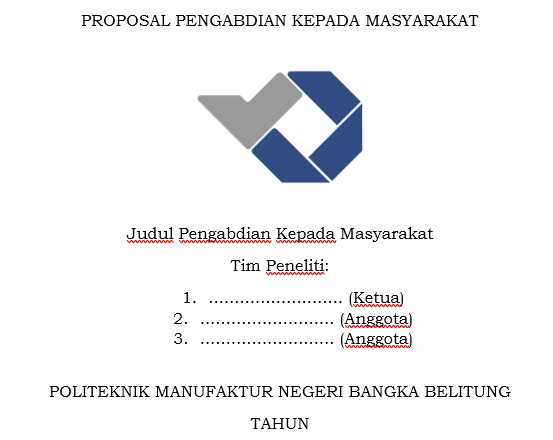 PROPOSAL PENGABDIAN KEPADA MASYARAKAT
Judul Pengabdian Kepada Masyarakat
Tim Peneliti:
1. .......................... (Ketua)
2. .......................... (Anggota)
3. .......................... (Anggota)
POLITEKNIK MANUFAKTUR NEGERI BANGKA BELITUNG
TAHUN